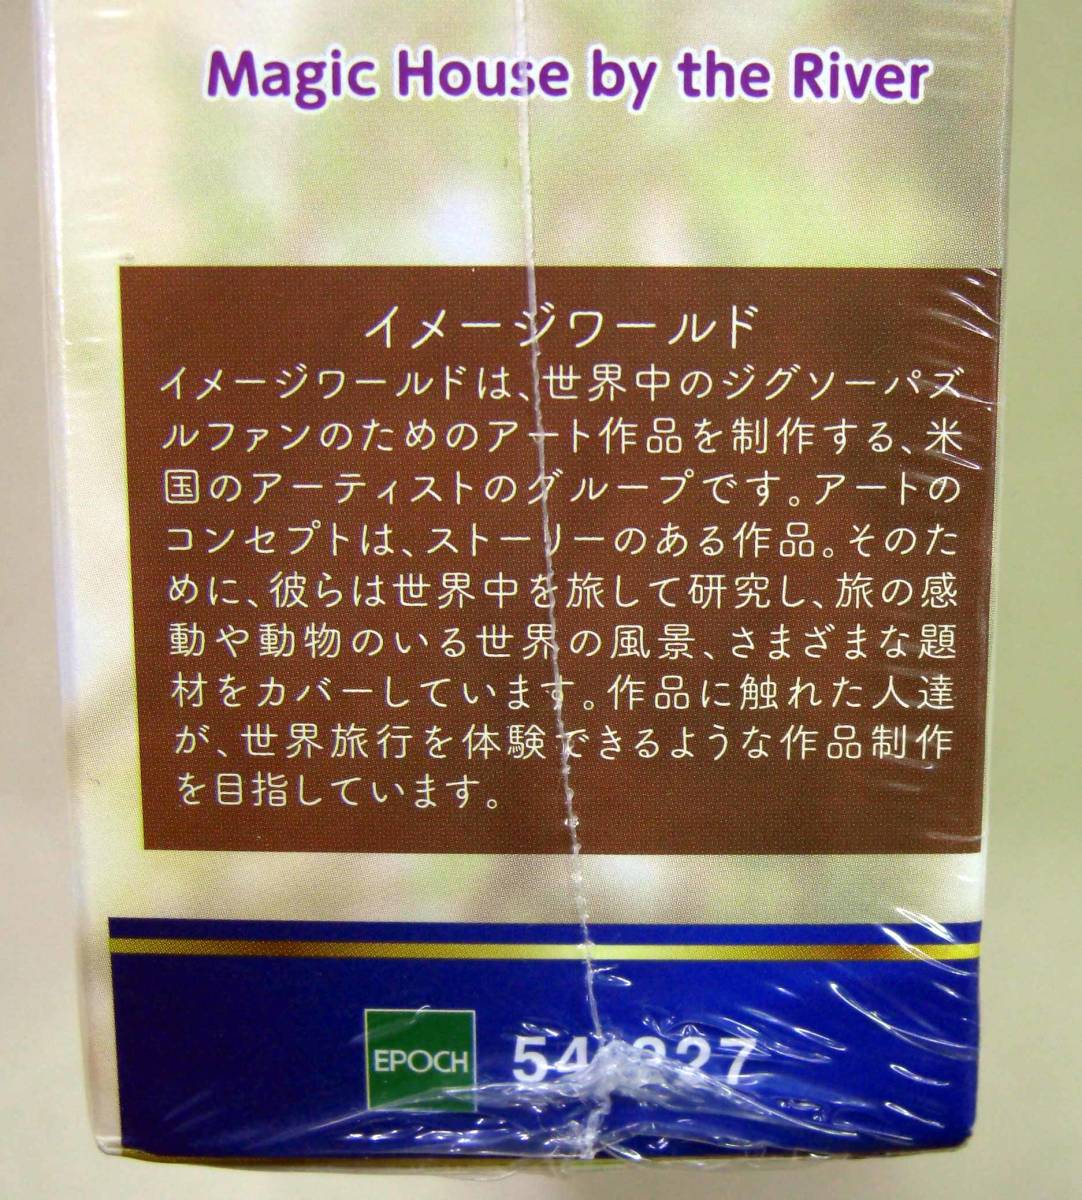 Magic House by the River
イメージワールド
イメージワールドは、世界中のジグソーパズ
ルファンのためのアート作品を制作する、米
国のアーティストのグループです。アートの
コンセプトは、ストーリーのある作品。そのた
めに、彼らは世界中を旅して研究し、旅の感
動や動物のいる世界の風景、さまざまな題
材をカバーしています。作品に触れた人達
が、世界旅行を体験できるような作品制作
を目指しています。
EPOCH